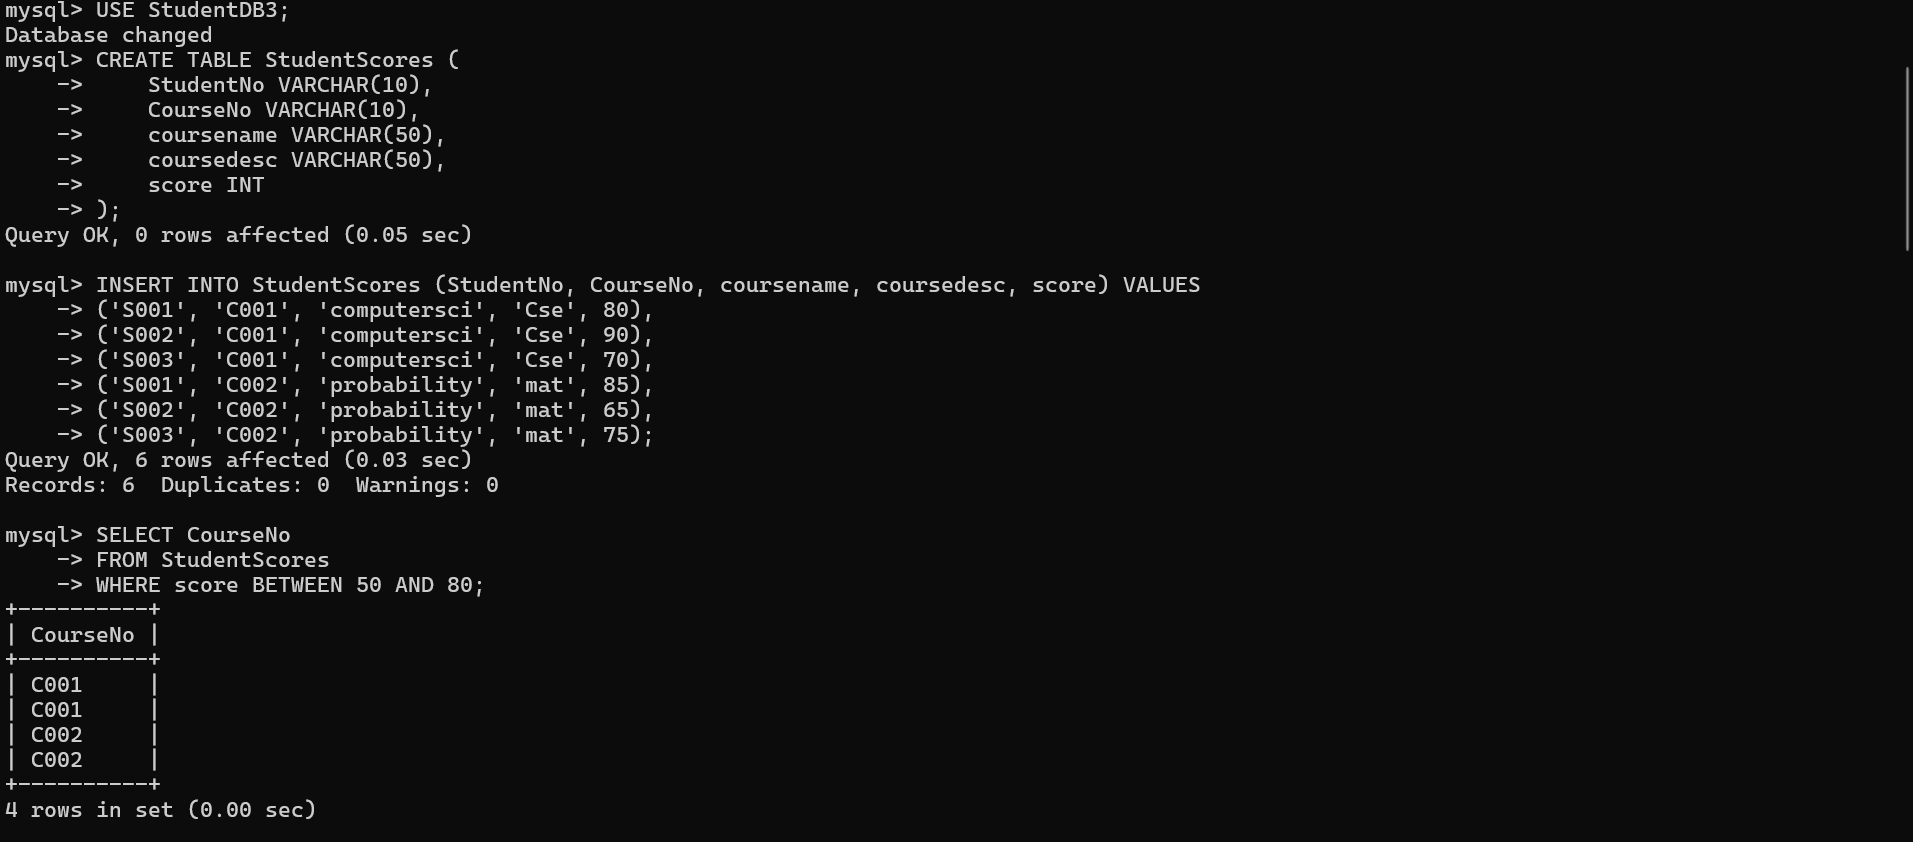 mysql> USE StudentDB3;
Database changed
mysql> CREATE TABLE StudentScores (
    ->     StudentNo VARCHAR(10),
    ->     CourseNo VARCHAR(10),
    ->     coursename VARCHAR(50),
    ->     coursedesc VARCHAR(50),
    ->     score INT
    -> );
Query OK, 0 rows affected (0.05 sec)

mysql> INSERT INTO StudentScores (StudentNo, CourseNo, coursename, coursedesc, score) VALUES
    -> ('S001', 'C001', 'computersci', 'Cse', 80),
    -> ('S002', 'C001', 'computersci', 'Cse', 90),
    -> ('S003', 'C001', 'computersci', 'Cse', 70),
    -> ('S001', 'C002', 'probability', 'mat', 85),
    -> ('S002', 'C002', 'probability', 'mat', 65),
    -> ('S003', 'C002', 'probability', 'mat', 75);
Query OK, 6 rows affected (0.03 sec)
Records: 6  Duplicates: 0  Warnings: 0

mysql> SELECT CourseNo
    -> FROM StudentScores
    -> WHERE score BETWEEN 50 AND 80;
+----------+
| CourseNo |
+----------+
| C001     |
| C001     |
| C002     |
| C002     |
+----------+
4 rows in set (0.00 sec)